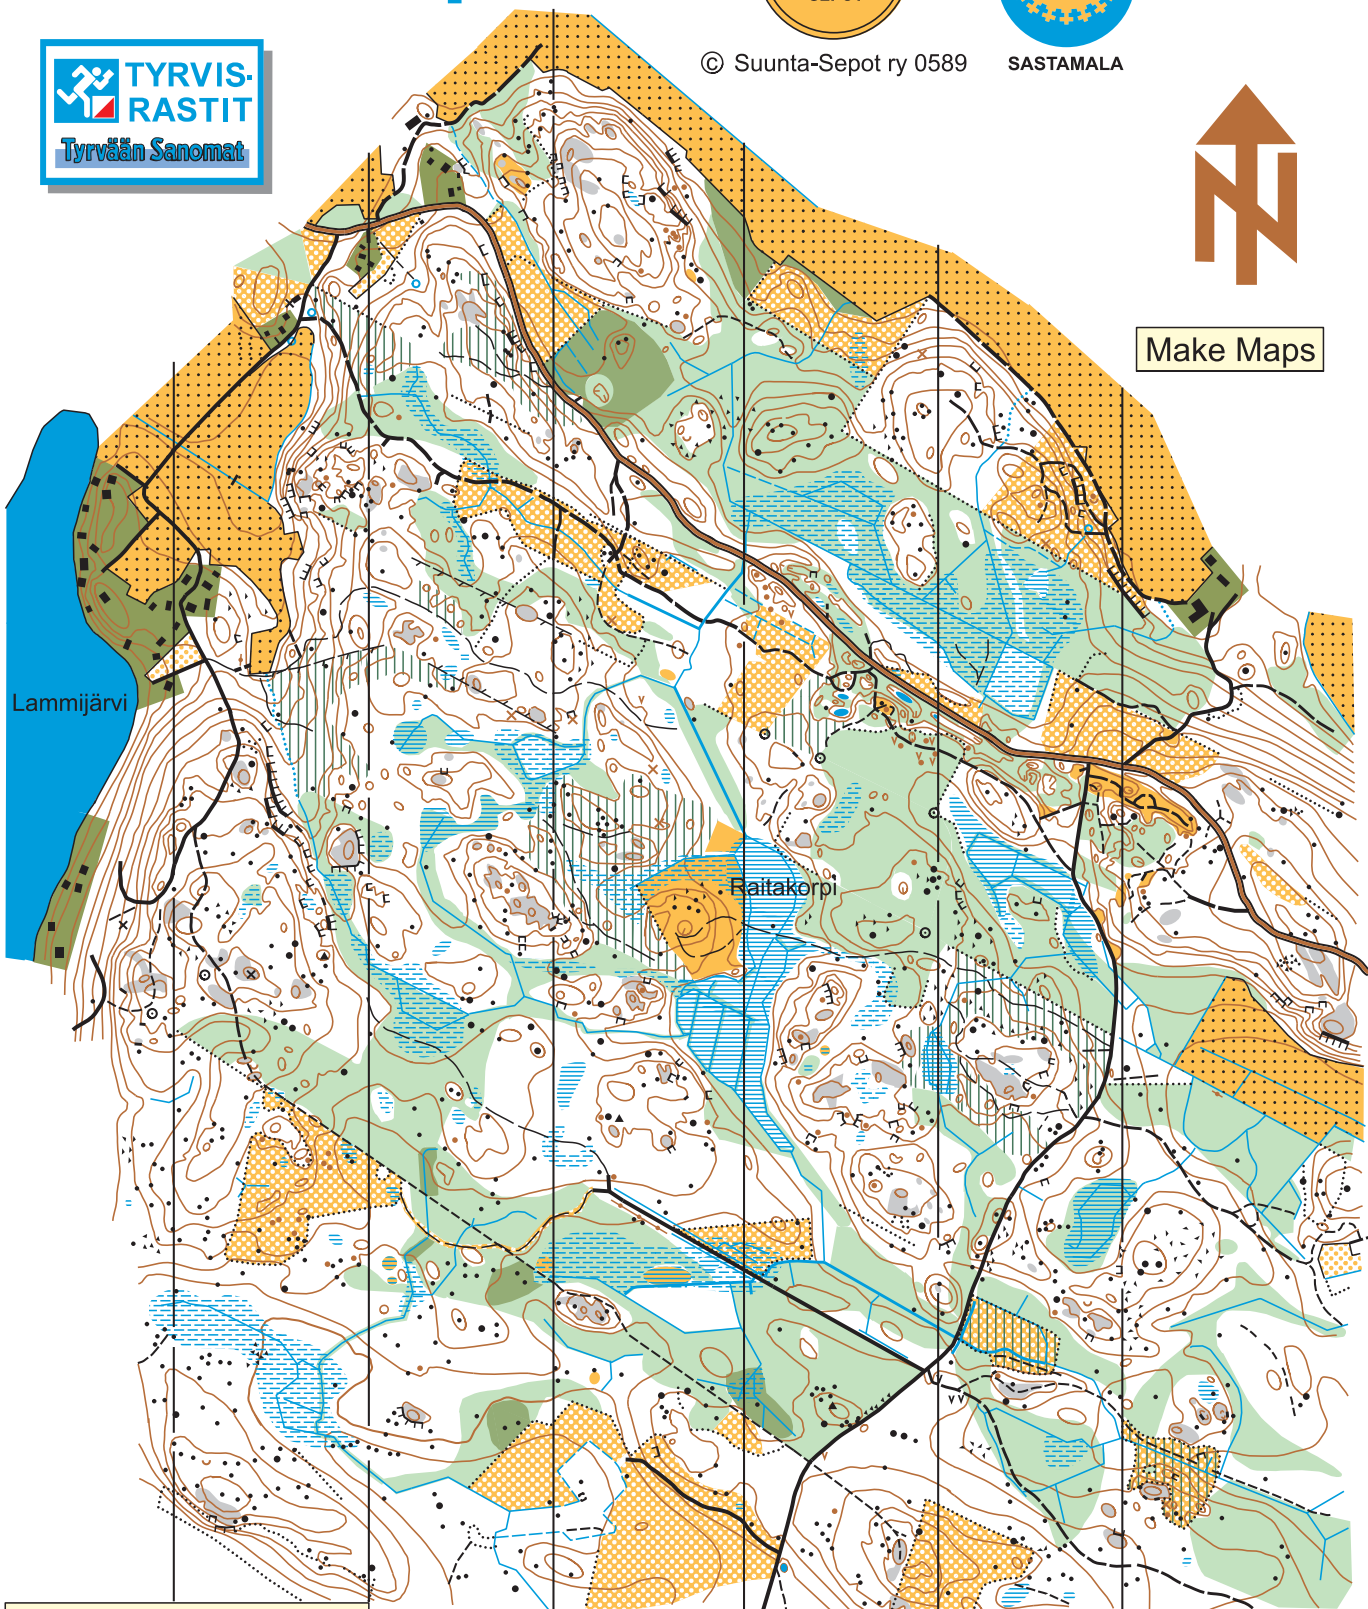 © Suunta-Sepot ry 0589
SASTAMALA
TYRVIS-
RASTIT
Tyrvään Sanomat
N
Make Maps
Lammijärvi
Raitakorpi